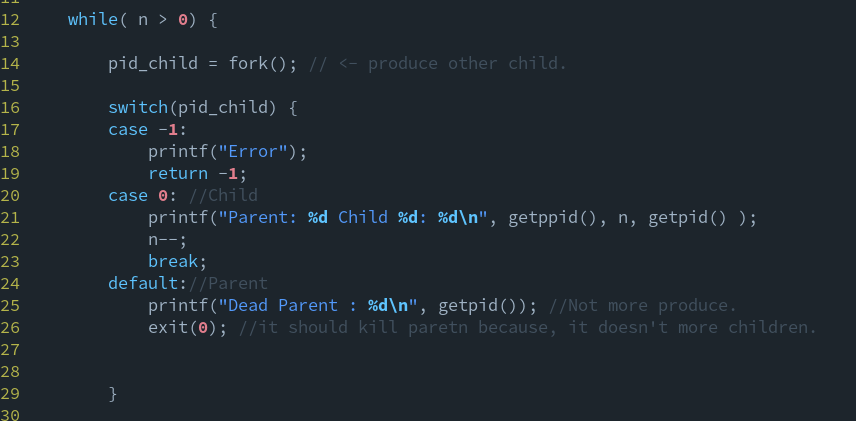 11
12 while( n > 0) {
13
14 pid_child = fork(); // <- produce other child.
15
16 switch(pid_child) {
17 case -1:
18 printf("Error");
19 return -1;
20 case 0: //Child
21 printf("Parent: %d Child %d: %d\n", getppid(), n, getpid() );
22 n--;
23 break;
24 default://Parent
25 printf("Dead Parent : %d\n", getpid()); //Not more produce.
26 exit(0); //it should kill paretn because, it doesn't more children.
27
28
29 }
30